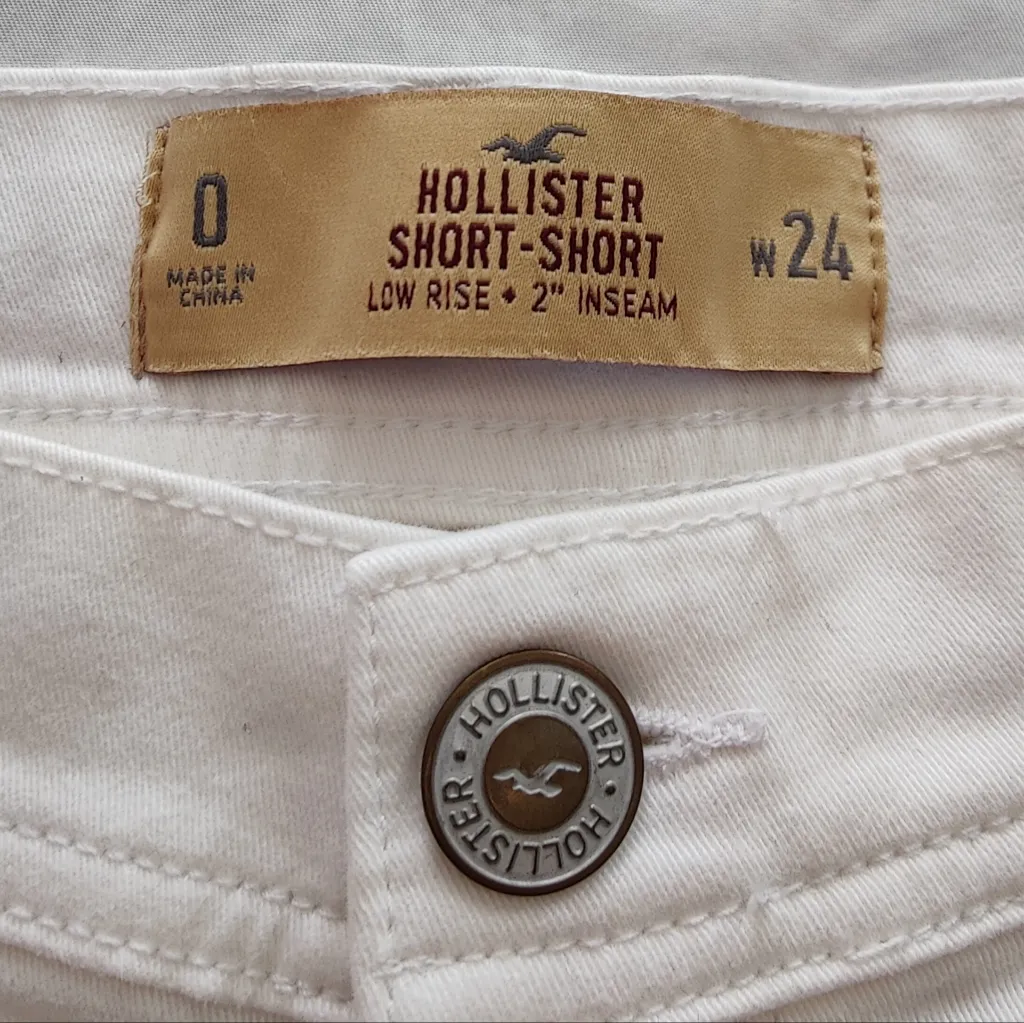 0
MADE IN
CHINA
HOLLISTER
SHORT-SHORT
LOW RISE • 2" INSEAM
W24
HOLLISTER • HOLLISTER •